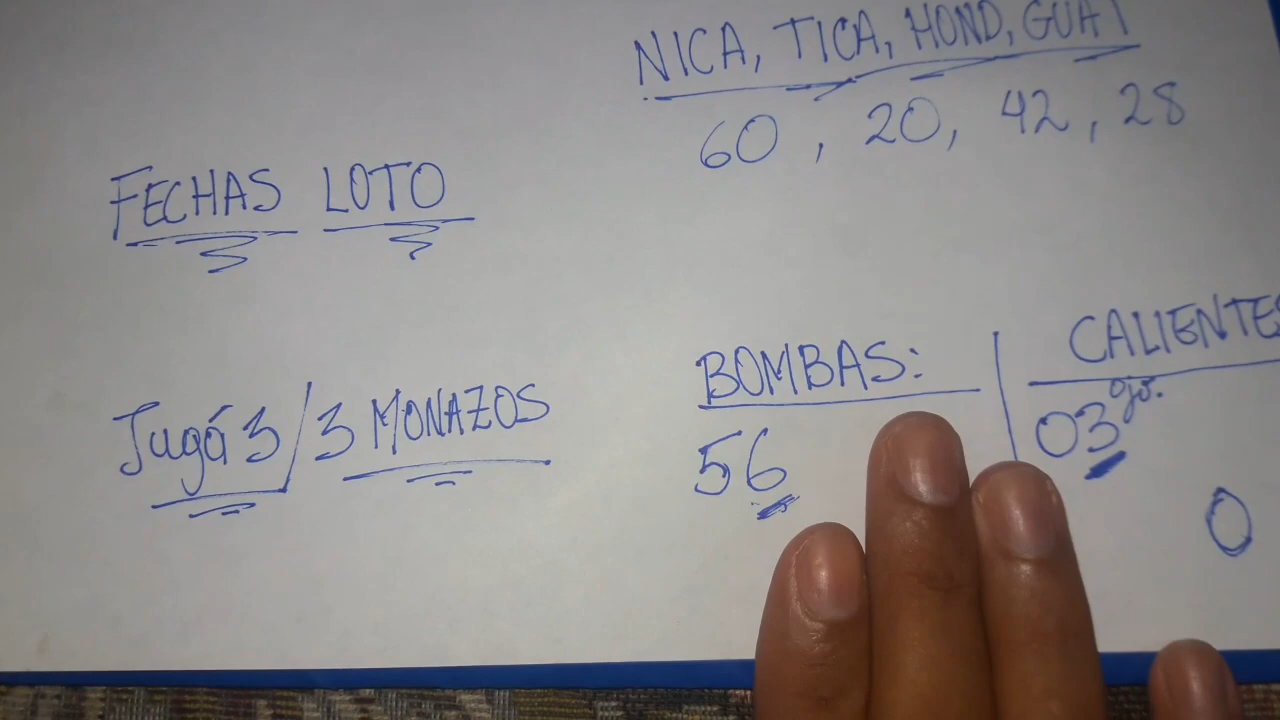 NICA, TICA, HOND, GUAT
60, 20, 42, 28
FECHAS LOTO
Jugá 3/3 MONAZOS
BOMBAS:
56
CALIENTES
03 ojo.
0